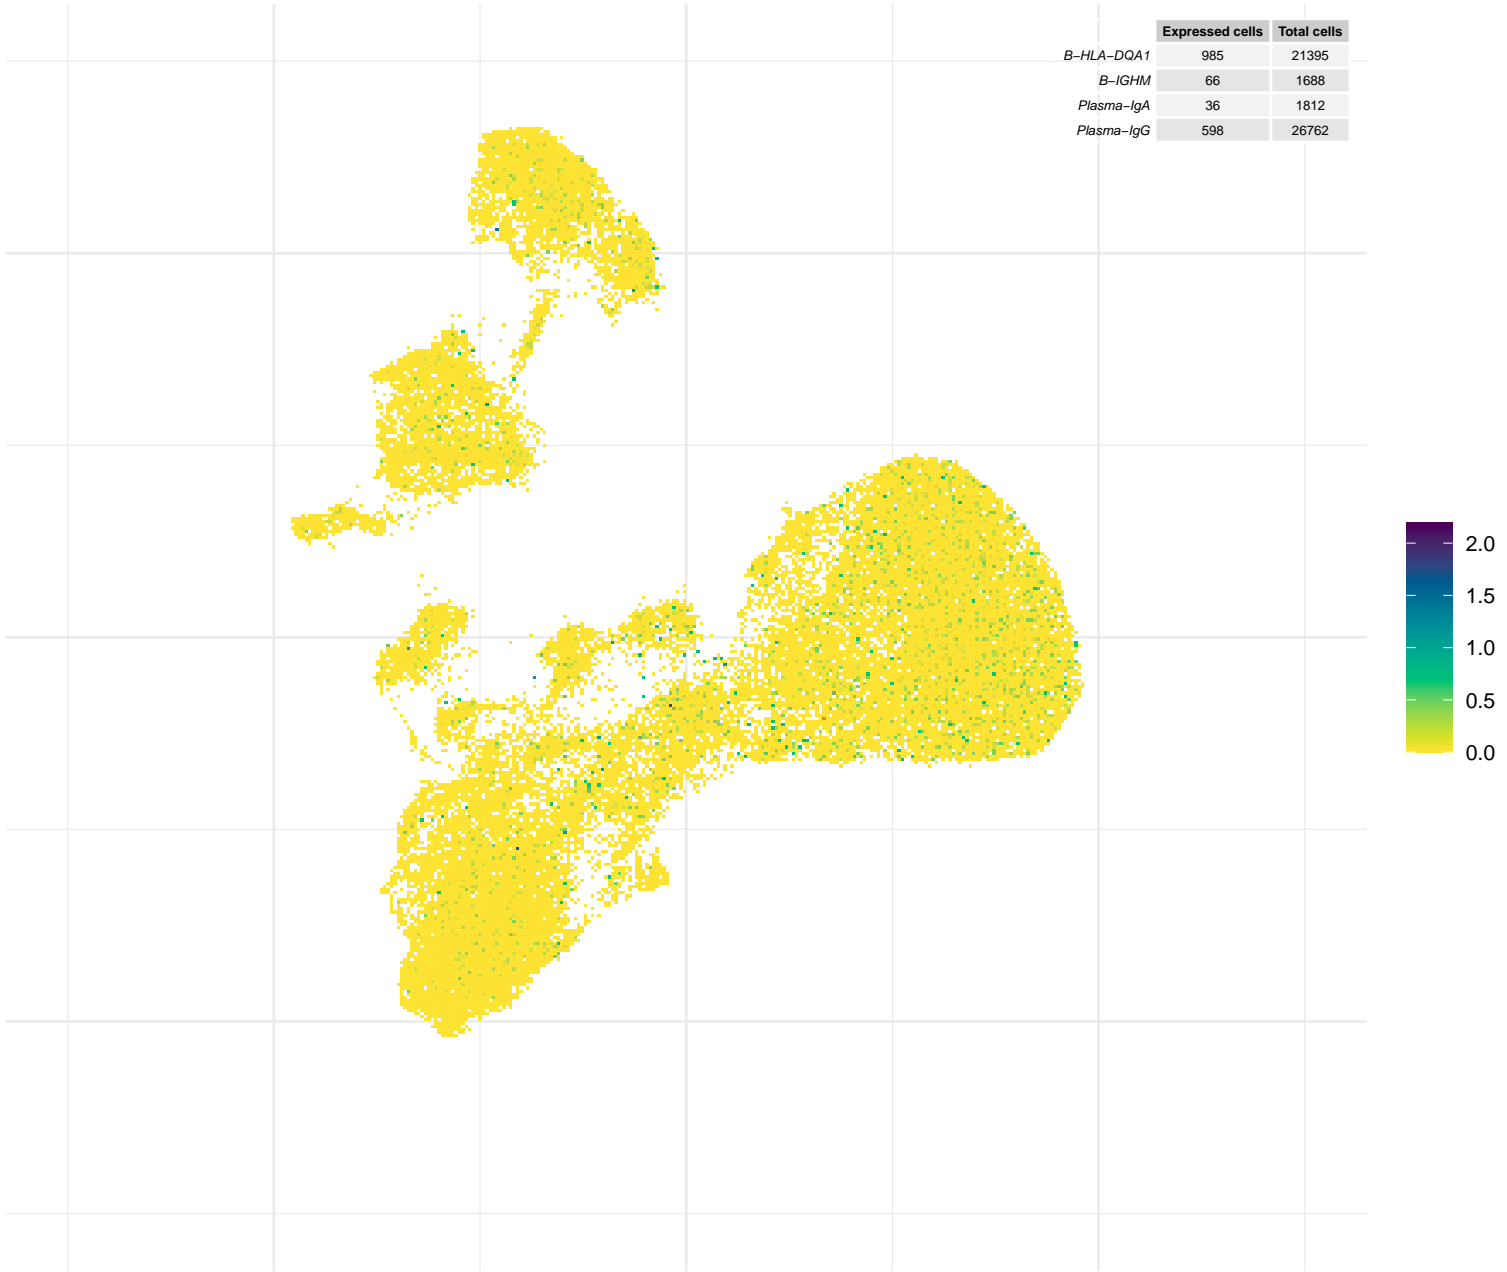 Expressed cells Total cells
B−HLA−DQA1 985 21395
B−IGHM 66 1688
Plasma−IgA 36 1812
Plasma−IgG 598 26762
2.0
1.5
1.0
0.5
0.0